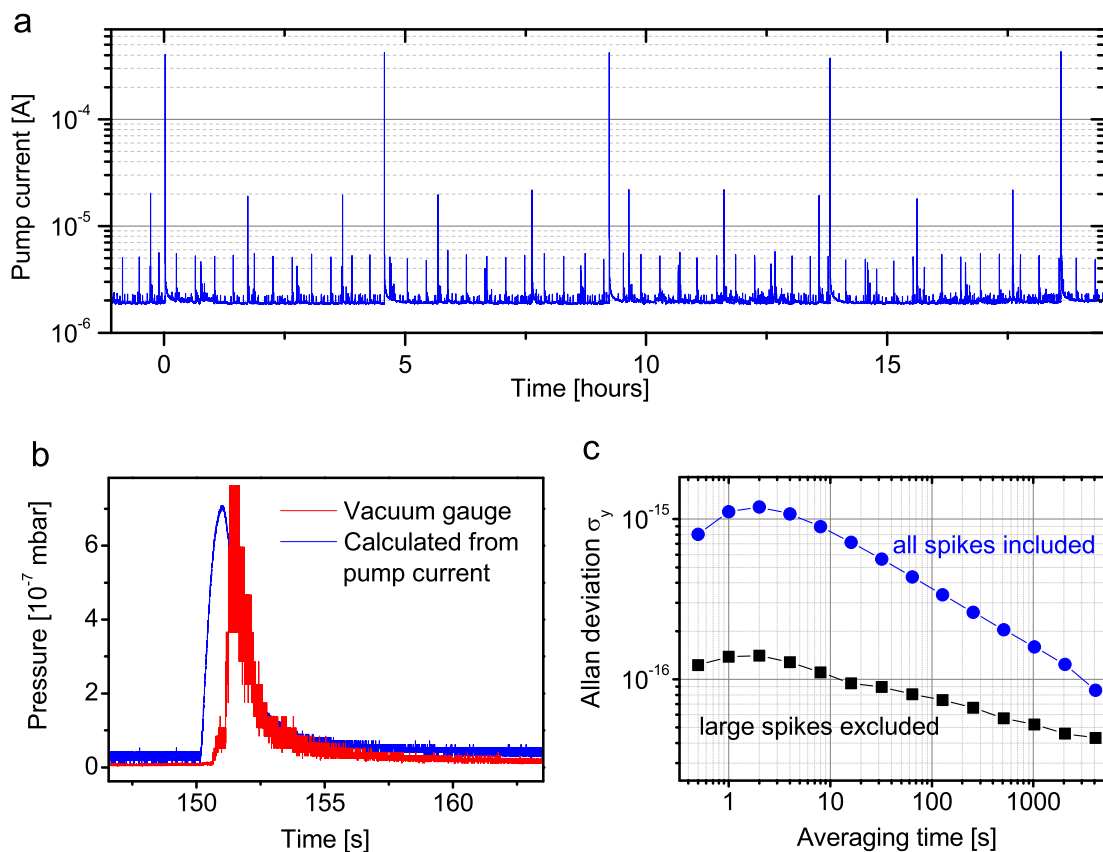 a
Pump current [A]
10⁻⁴
10⁻⁵
10⁻⁶
0 5 10 15
Time [hours]
b
Pressure [10⁻⁷ mbar]
6
4
2
0
Vacuum gauge
Calculated from
pump current
150 155 160
Time [s]
c
Allan deviation σy
10⁻¹⁵
10⁻¹⁶
all spikes included
large spikes excluded
1 10 100 1000
Averaging time [s]